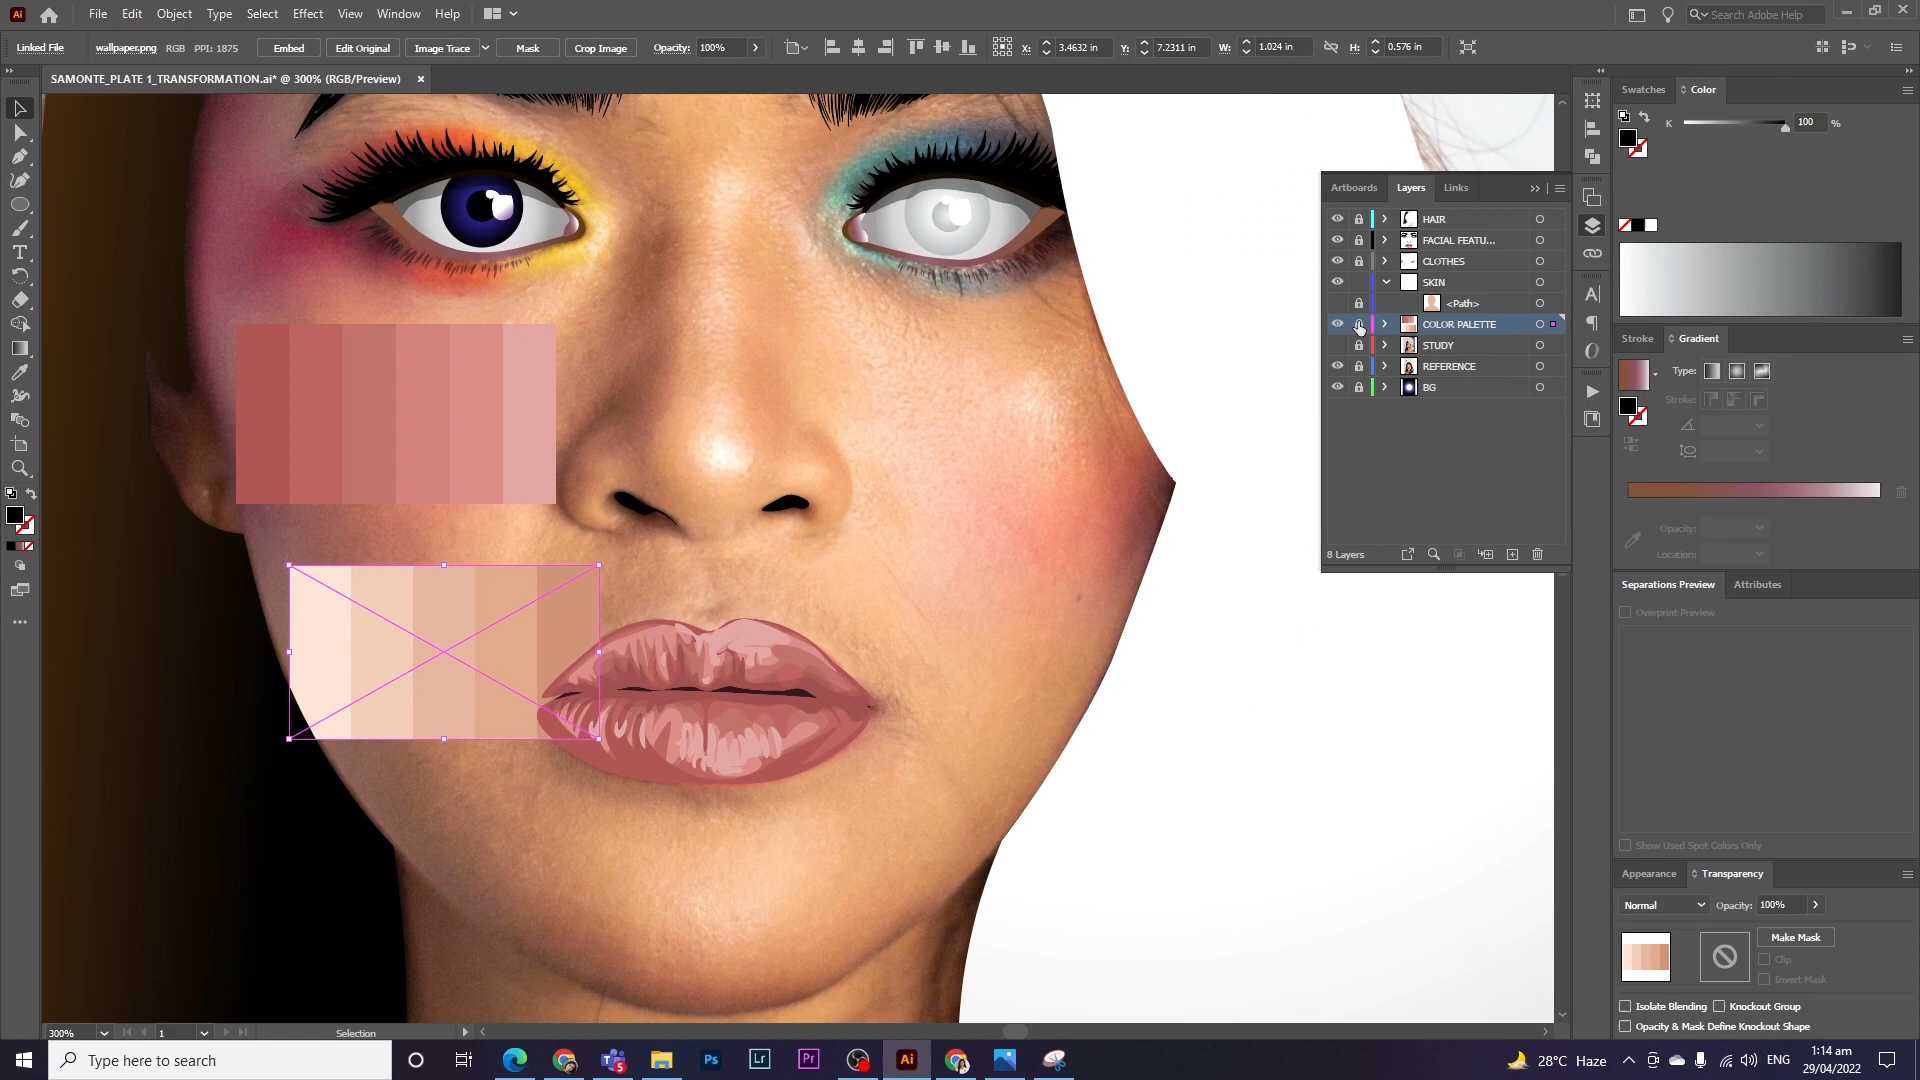 Ai
File Edit Object Type Select Effect View Window Help
Search Adobe Help
Linked File wallpaper.png RGB PPI: 1875 Embed Edit Original Image Trace Mask Crop Image Opacity: 100% X: 3.4632 in Y: 7.2311 in W: 1.024 in H: 0.576 in
SAMONTE_PLATE 1_TRANSFORMATION.ai* @ 300% (RGB/Preview)
Swatches Color
K 100 %
Artboards Layers Links
HAIR
FACIAL FEATU...
CLOTHES
SKIN
<Path>
COLOR PALETTE
STUDY
REFERENCE
BG
8 Layers
Stroke Gradient
Type:
Stroke:
Opacity:
Location:
Separations Preview Attributes
Overprint Preview
Show Used Spot Colors Only
Appearance Transparency
Normal Opacity: 100%
Make Mask
Clip
Invert Mask
Isolate Blending Knockout Group
Opacity & Mask Define Knockout Shape
300% 1 Selection
Type here to search
5
Ps
Lr
Pr
Ai
28°C Haze ENG 1:14 am
29/04/2022